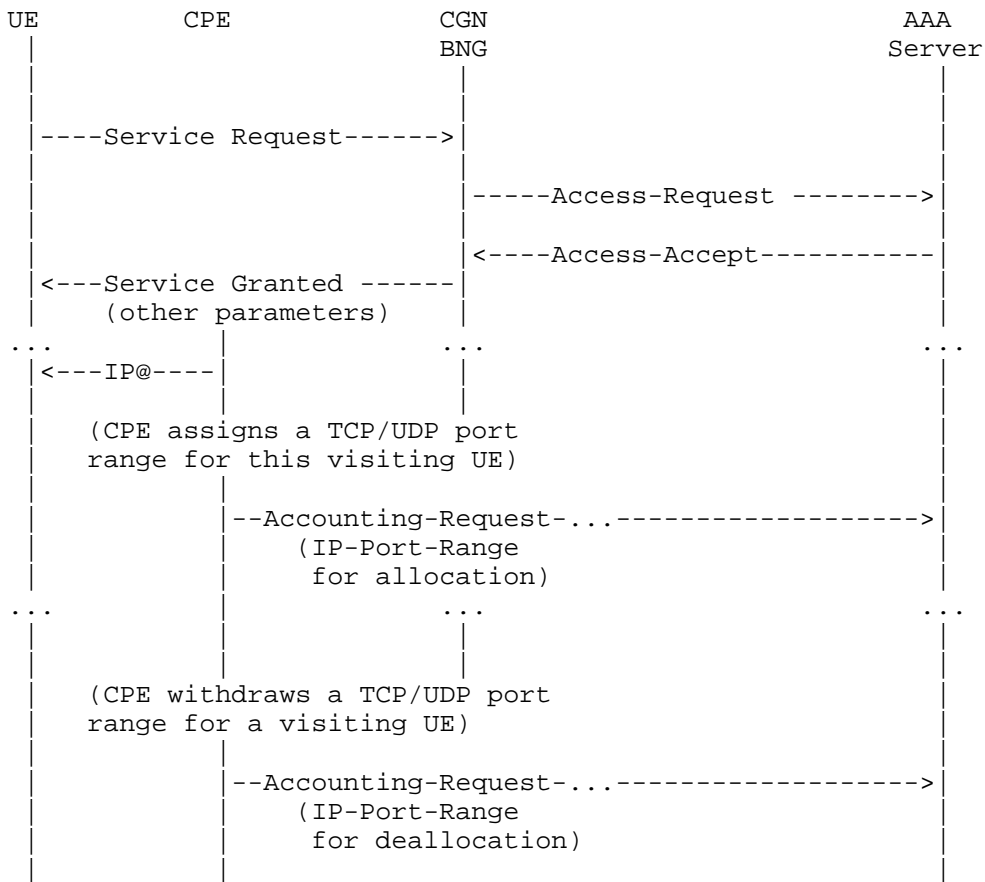 UE CPE CGN AAA
BNG Server
----Service Request------>
-----Access-Request -------->
<----Access-Accept-----------
<---Service Granted ------
(other parameters)
... ... ...
<---IP@----
(CPE assigns a TCP/UDP port
range for this visiting UE)
--Accounting-Request-...------------------->
(IP-Port-Range
for allocation)
... ... ...
(CPE withdraws a TCP/UDP port
range for a visiting UE)
--Accounting-Request-...------------------->
(IP-Port-Range
for deallocation)